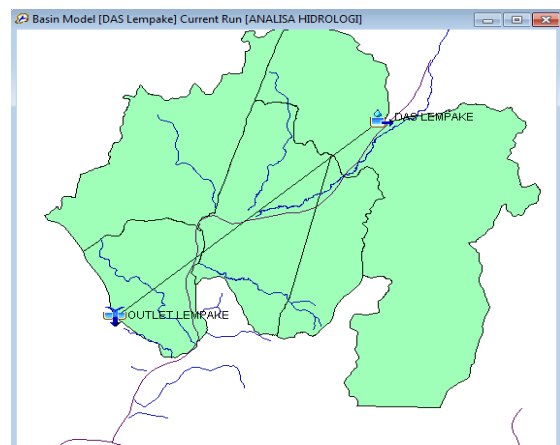 Basin Model [DAS Lempake] Current Run [ANALISA HIDROLOGI]
DAS LEMPAKE
OUTLET LEMPAKE